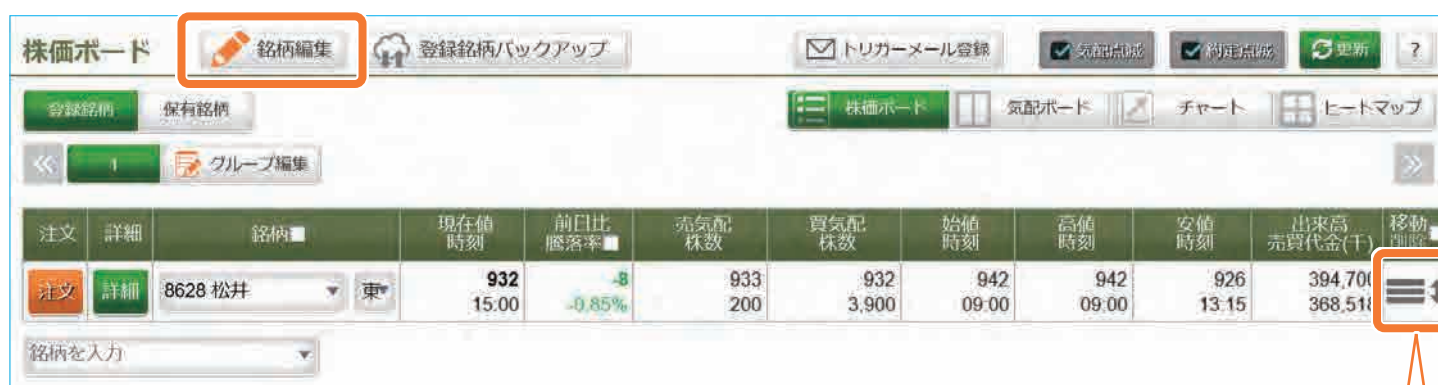 株価ボード 銘柄編集 登録銘柄バックアップ トリガーメール登録 気配点滅 約定点滅 更新 ?
登録銘柄 保有銘柄 株価ボード 気配ボード チャート ヒートマップ
1 グループ編集
注文 詳細 銘柄 現在値 前日比 売気配 買気配 始値 高値 安値 出来高 移動
時刻 騰落率 株数 株数 時刻 時刻 時刻 売買代金(千) 削除
注文 詳細 8628 松井 東 932 -8 933 932 942 942 926 394,700
15:00 -0.85% 200 3,900 09:00 09:00 13:15 368,518
銘柄を入力